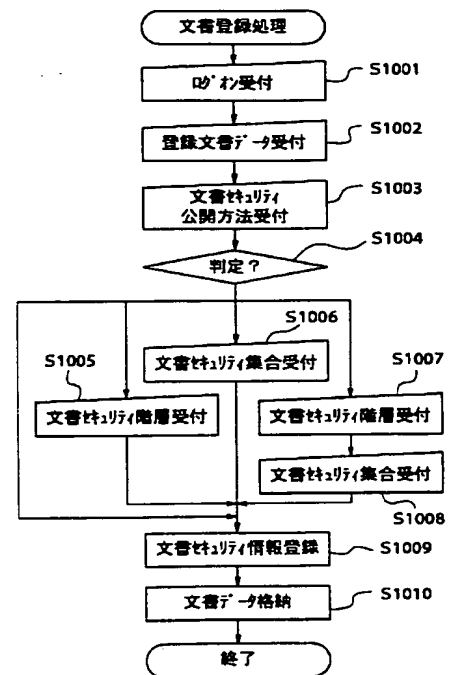 文書登録処理
S1001
ログオン受付
S1002
登録文書データ受付
S1003
文書セキュリティ
公開方法受付
S1004
判定？
S1006
S1005
文書セキュリティ集合受付
S1007
文書セキュリティ階層受付
文書セキュリティ階層受付
文書セキュリティ集合受付
S1008
文書セキュリティ情報登録
S1009
文書データ格納
S1010
終了